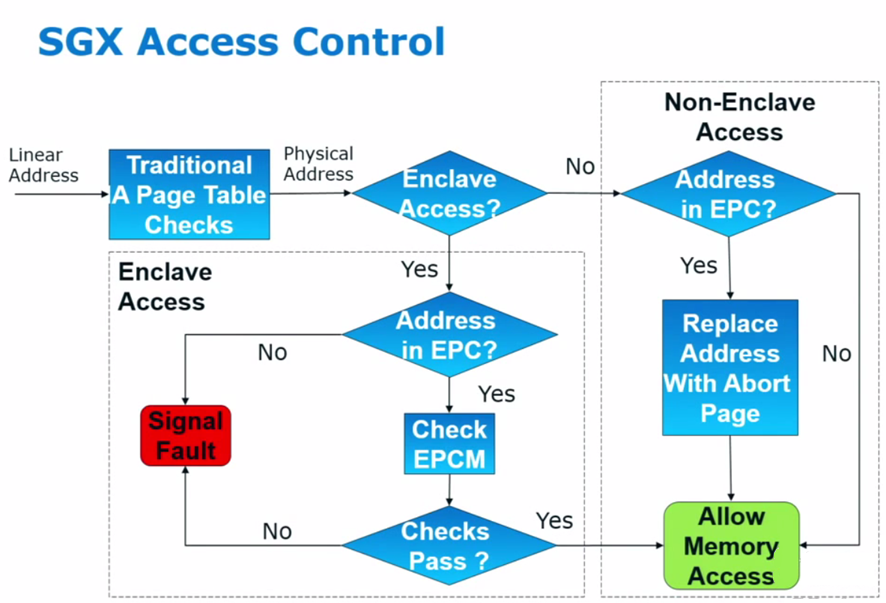 SGX Access Control
Linear
Address
Traditional
A Page Table
Checks
Physical
Address
Enclave
Access?
No
Non-Enclave
Access
Address
in EPC?
Yes
Replace
Address
With Abort
Page
No
Allow
Memory
Access
Enclave
Access
Yes
Address
in EPC?
No
Yes
Signal
Fault
Check
EPCM
No
Checks
Pass ?
Yes